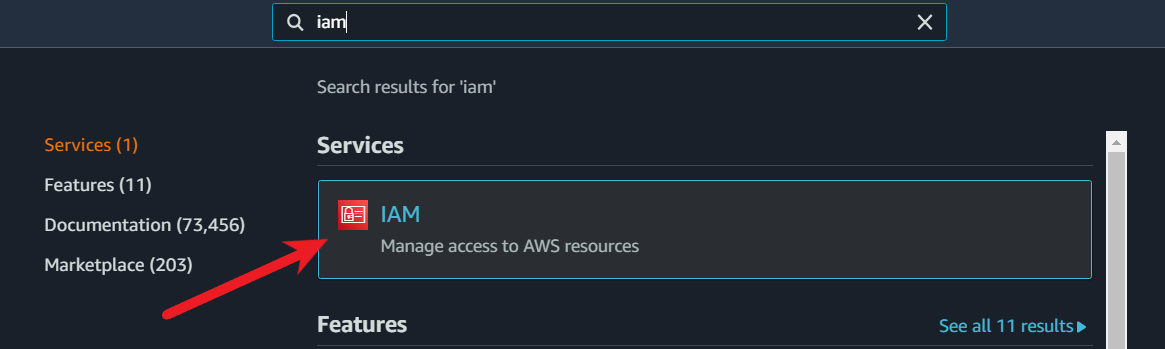 iam
Search results for 'iam'
Services (1)
Features (11)
Documentation (73,456)
Marketplace (203)
Services
IAM
Manage access to AWS resources
Features
See all 11 results